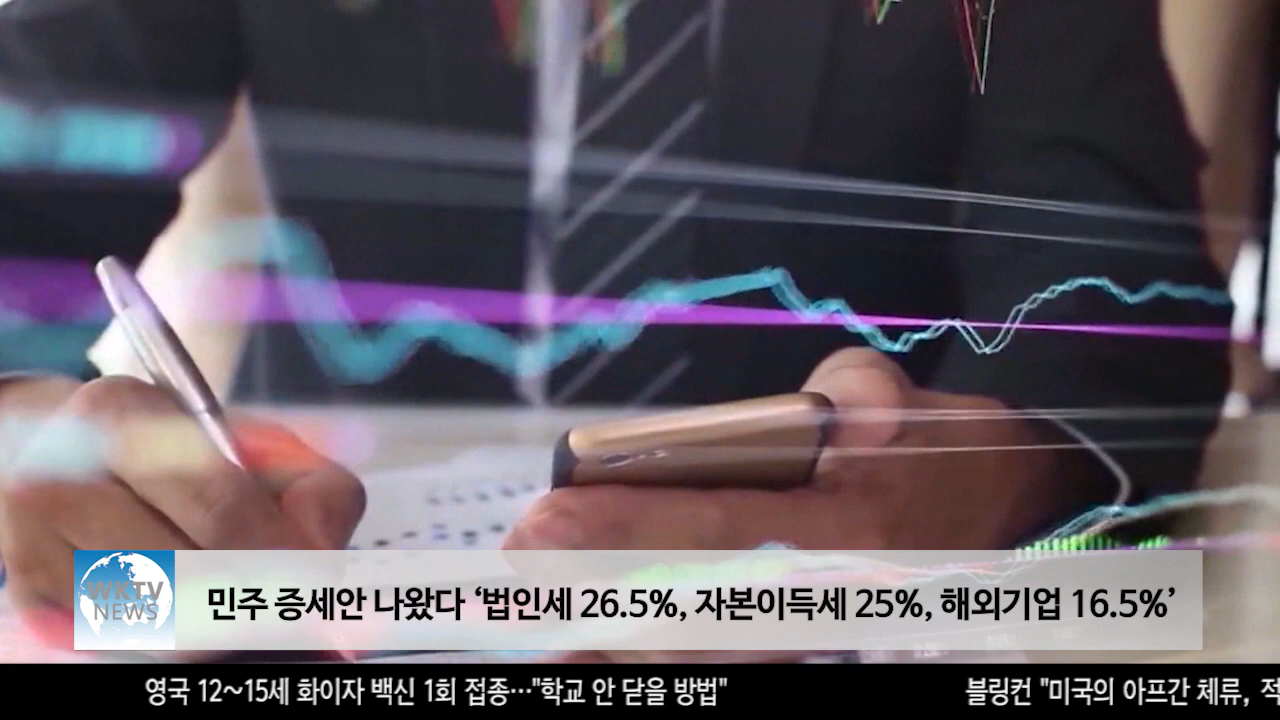 WKTV
NEWS
민주 증세안 나왔다 ‘법인세 26.5%, 자본이득세 25%, 해외기업 16.5%’
영국 12~15세 화이자 백신 1회 접종…"학교 안 닫을 방법"
블링컨 "미국의 아프간 체류, 적